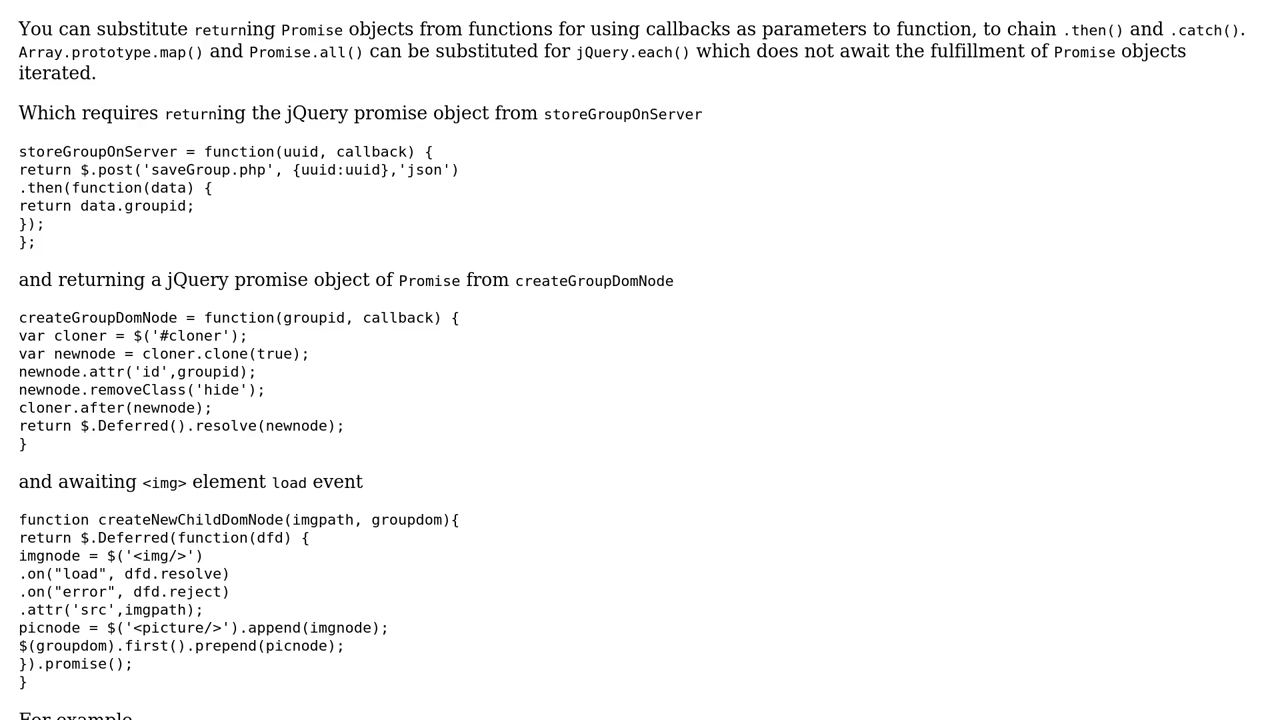 You can substitute returning Promise objects from functions for using callbacks as parameters to function, to chain .then() and .catch().
Array.prototype.map() and Promise.all() can be substituted for jQuery.each() which does not await the fulfillment of Promise objects
iterated.
Which requires returning the jQuery promise object from storeGroupOnServer
storeGroupOnServer = function(uuid, callback) {
return $.post('saveGroup.php', {uuid:uuid},'json')
.then(function(data) {
return data.groupid;
});
};
and returning a jQuery promise object of Promise from createGroupDomNode
createGroupDomNode = function(groupid, callback) {
var cloner = $('#cloner');
var newnode = cloner.clone(true);
newnode.attr('id',groupid);
newnode.removeClass('hide');
cloner.after(newnode);
return $.Deferred().resolve(newnode);
}
and awaiting <img> element load event
function createNewChildDomNode(imgpath, groupdom){
return $.Deferred(function(dfd) {
imgnode = $('<img/>')
.on("load", dfd.resolve)
.on("error", dfd.reject)
.attr('src',imgpath);
picnode = $('<picture/>').append(imgnode);
$(groupdom).first().prepend(picnode);
}).promise();
}
For example